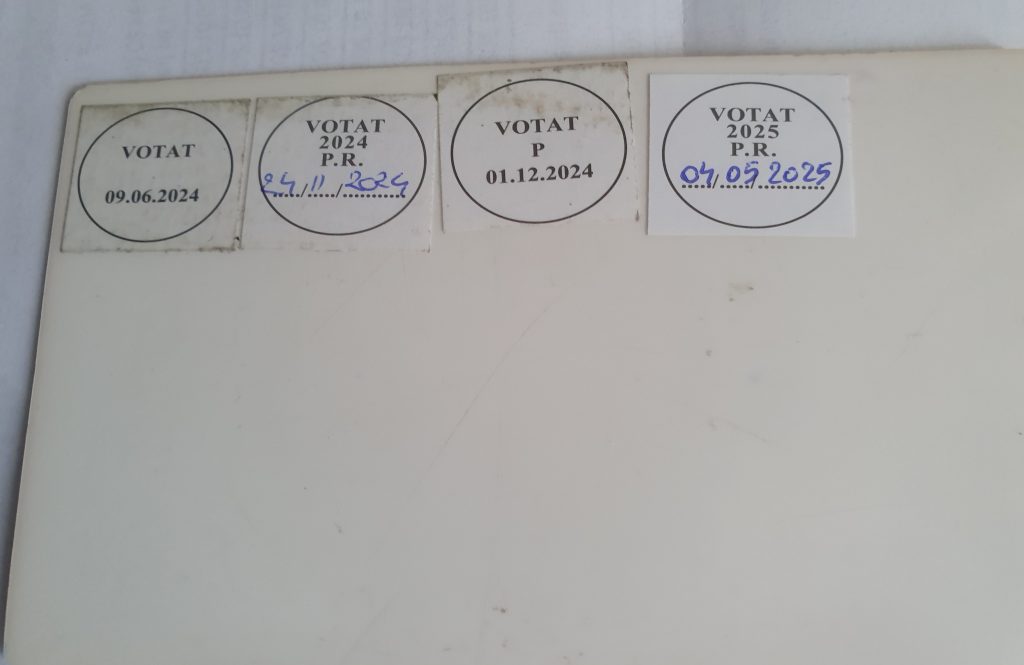 VOTAT
09.06.2024
VOTAT
2024
P.R.
24/11/2024
VOTAT
P
01.12.2024
VOTAT
2025
P.R.
04/05/2025